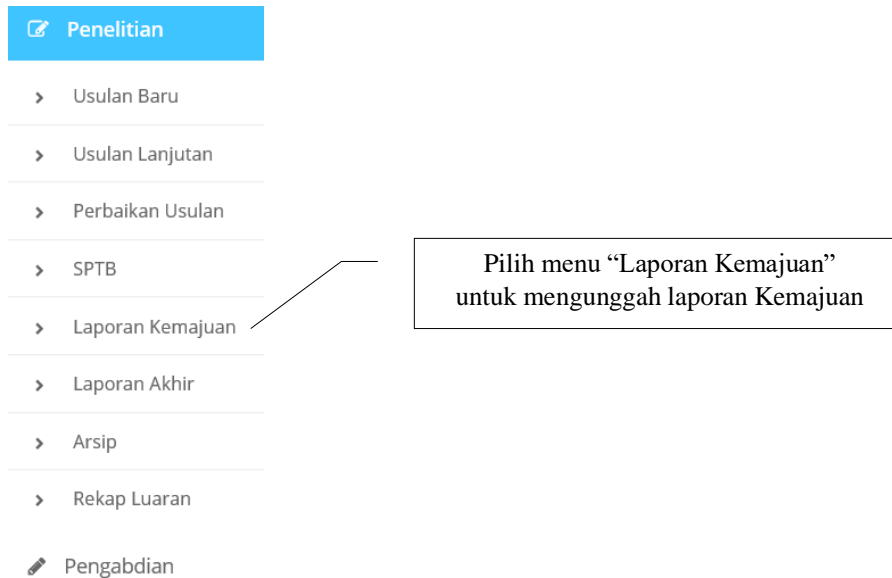 Penelitian
Usulan Baru
Usulan Lanjutan
Perbaikan Usulan
SPTB
Laporan Kemajuan
Laporan Akhir
Arsip
Rekap Luaran
Pengabdian
Pilih menu “Laporan Kemajuan”
untuk mengunggah laporan Kemajuan